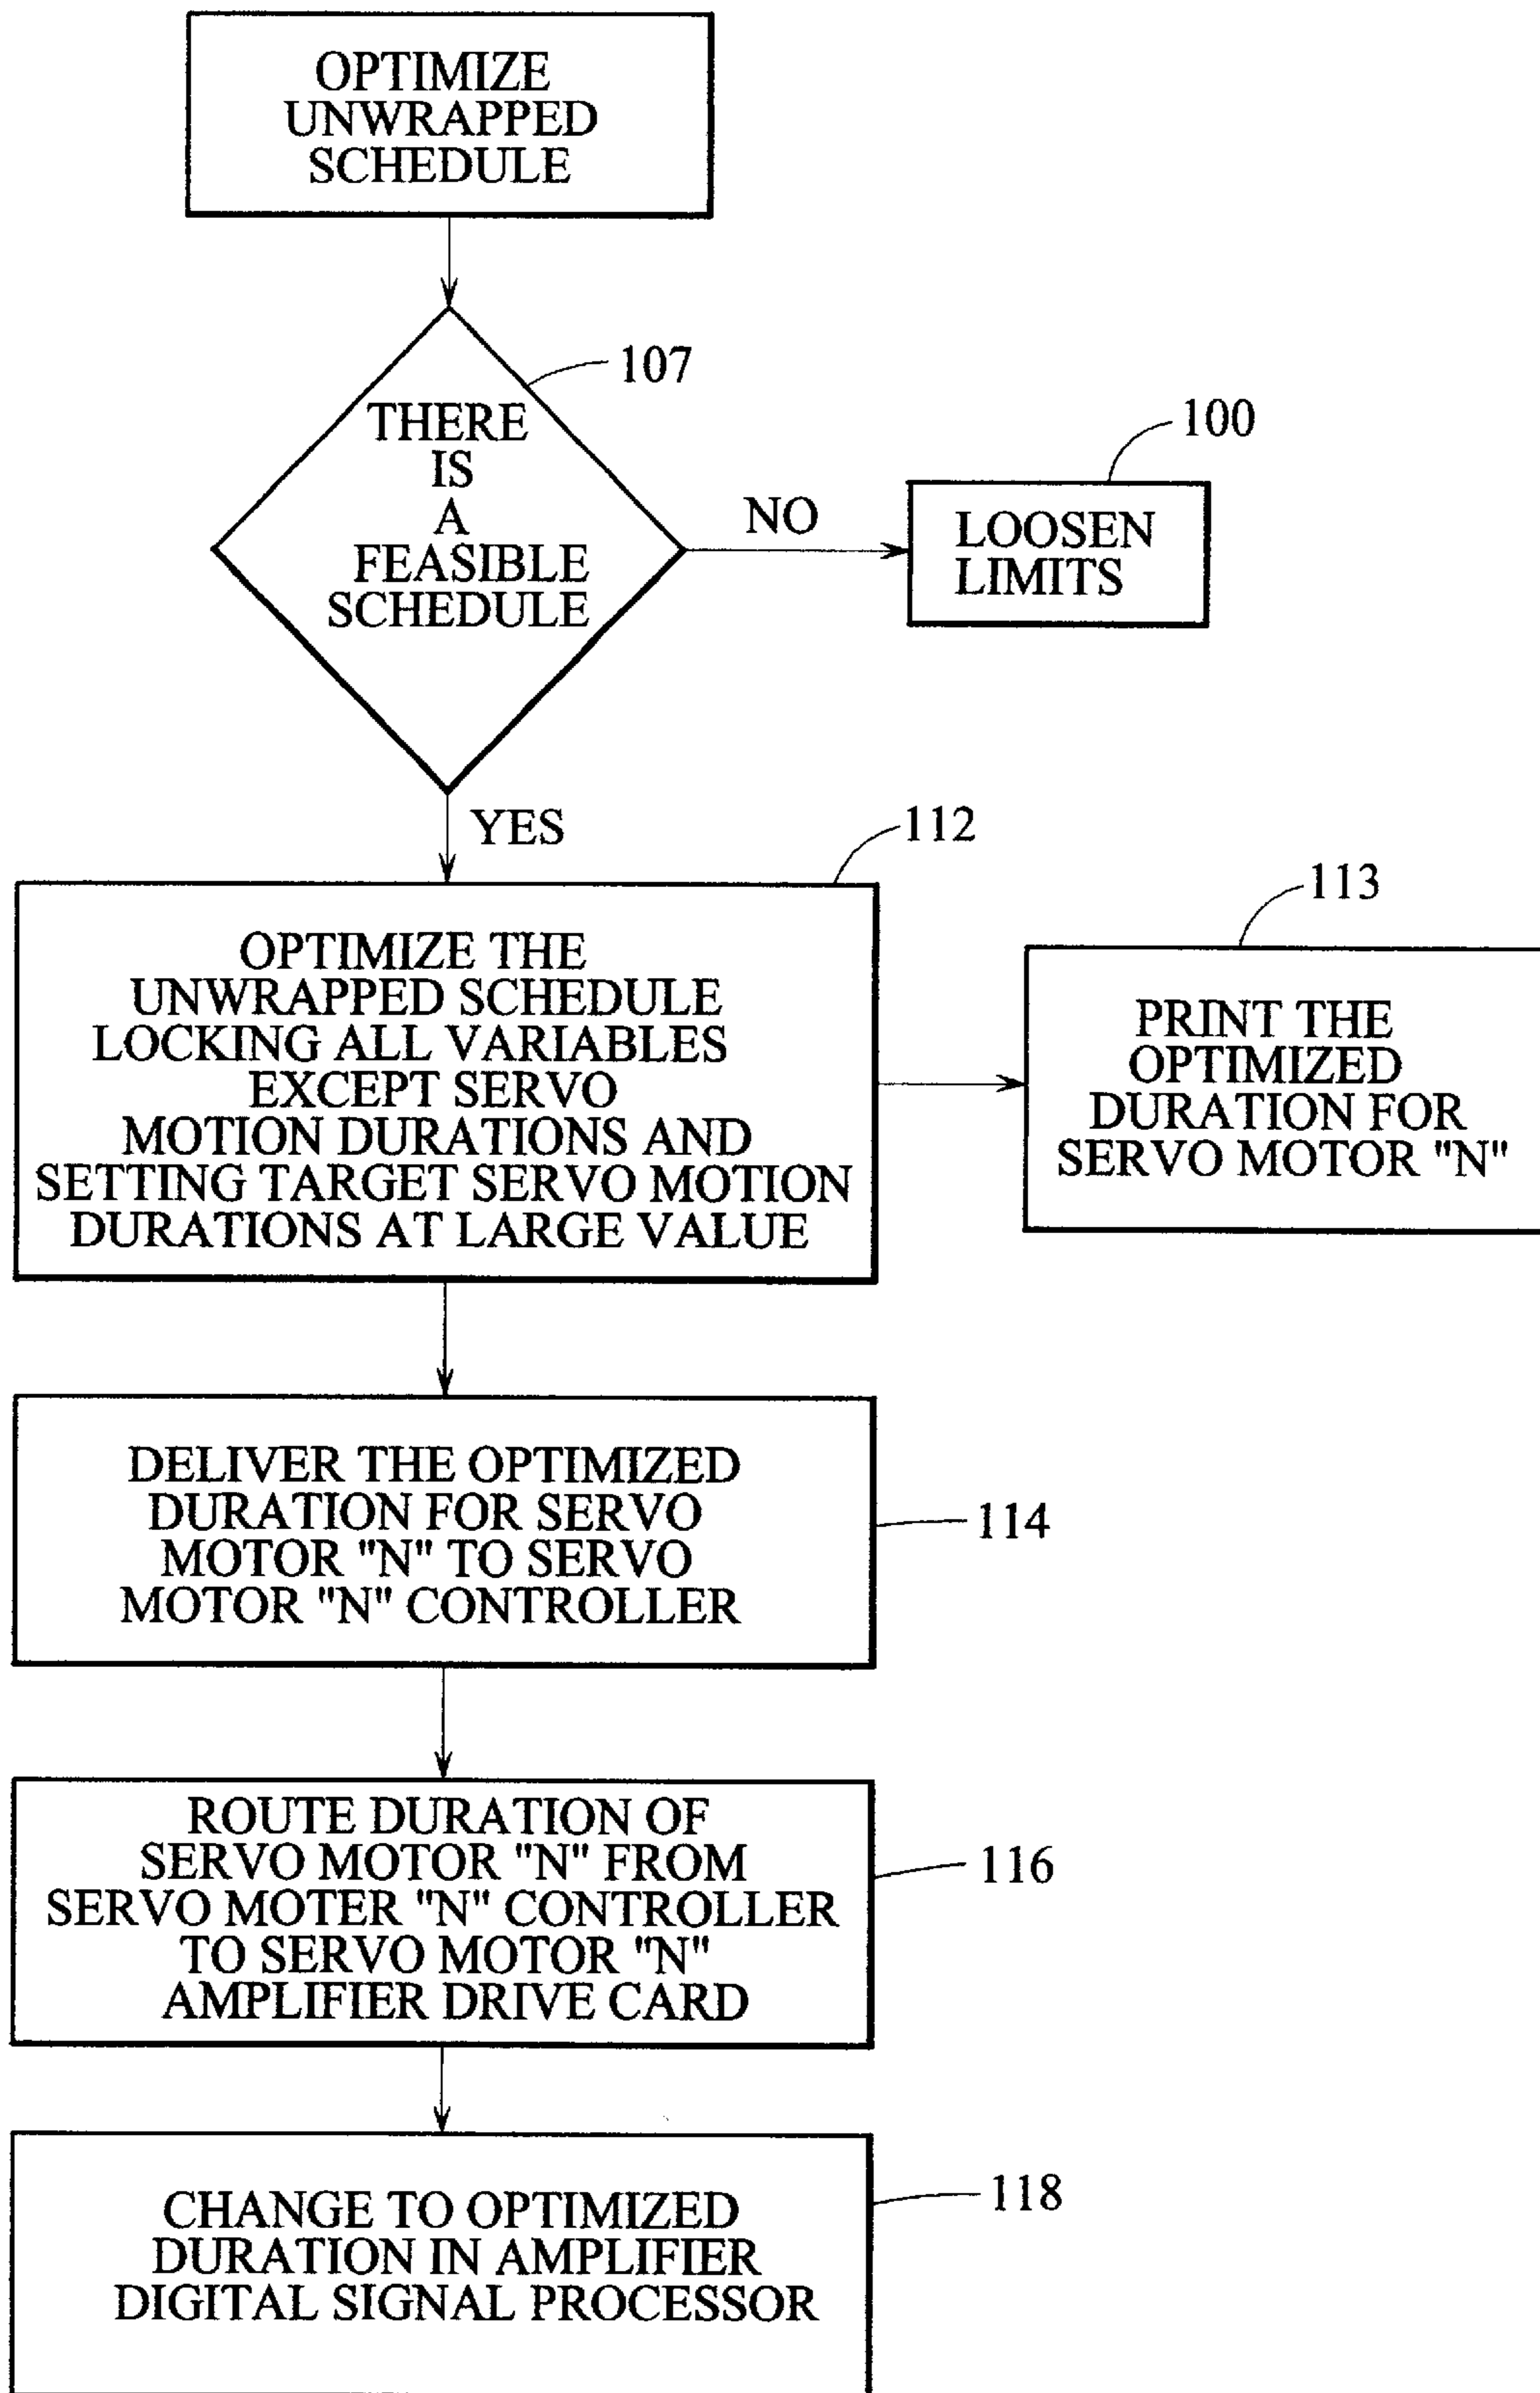 OPTIMIZE
UNWRAPPED
SCHEDULE
107
THERE
IS
A
FEASIBLE
SCHEDULE
NO
100
LOOSEN
LIMITS
YES
112
OPTIMIZE THE
UNWRAPPED SCHEDULE
LOCKING ALL VARIABLES
EXCEPT SERVO
MOTION DURATIONS AND
SETTING TARGET SERVO MOTION
DURATIONS AT LARGE VALUE
113
PRINT THE
OPTIMIZED
DURATION FOR
SERVO MOTOR "N"
DELIVER THE OPTIMIZED
DURATION FOR SERVO
MOTOR "N" TO SERVO
MOTOR "N" CONTROLLER
114
ROUTE DURATION OF
SERVO MOTOR "N" FROM
SERVO MOTER "N" CONTROLLER
TO SERVO MOTOR "N"
AMPLIFIER DRIVE CARD
116
CHANGE TO OPTIMIZED
DURATION IN AMPLIFIER
DIGITAL SIGNAL PROCESSOR
118